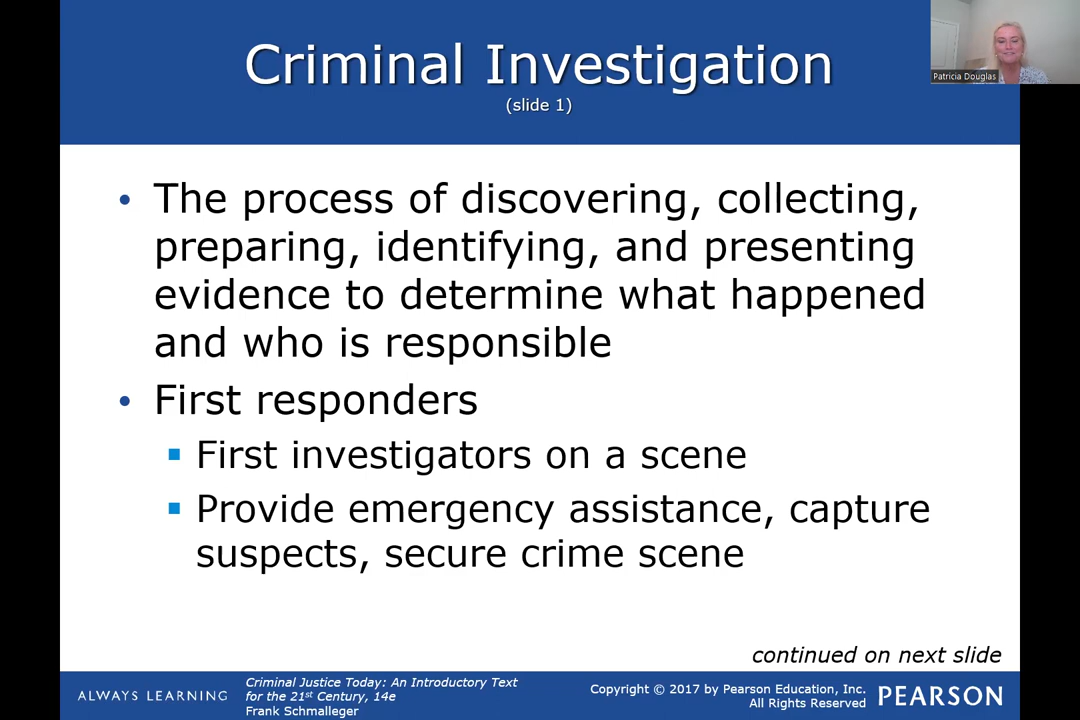 Criminal Investigation
(slide 1)
Patricia Douglas
• The process of discovering, collecting,
preparing, identifying, and presenting
evidence to determine what happened
and who is responsible
• First responders
▪ First investigators on a scene
▪ Provide emergency assistance, capture
suspects, secure crime scene
continued on next slide
ALWAYS LEARNING
Criminal Justice Today: An Introductory Text
for the 21st Century, 14e
Frank Schmalleger
Copyright © 2017 by Pearson Education, Inc.
All Rights Reserved
PEARSON